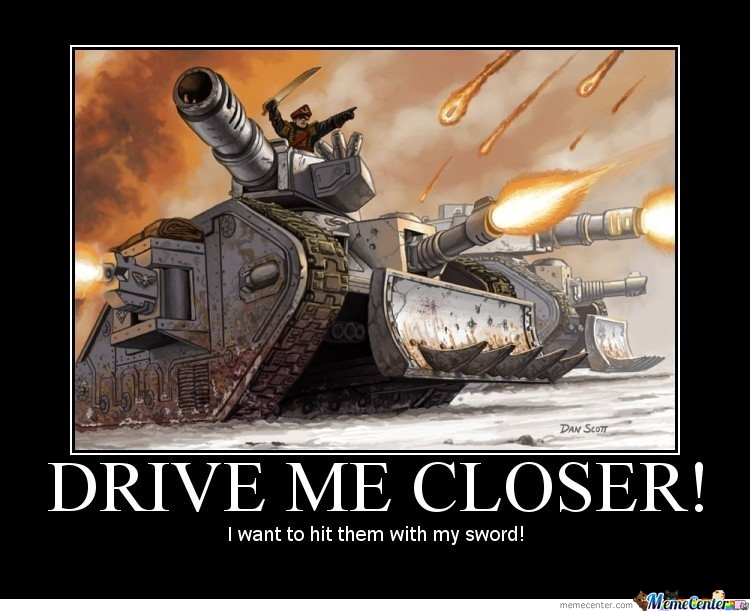 DAN SCOTT
DRIVE ME CLOSER!
I want to hit them with my sword!
memecenter.com MemeCenter